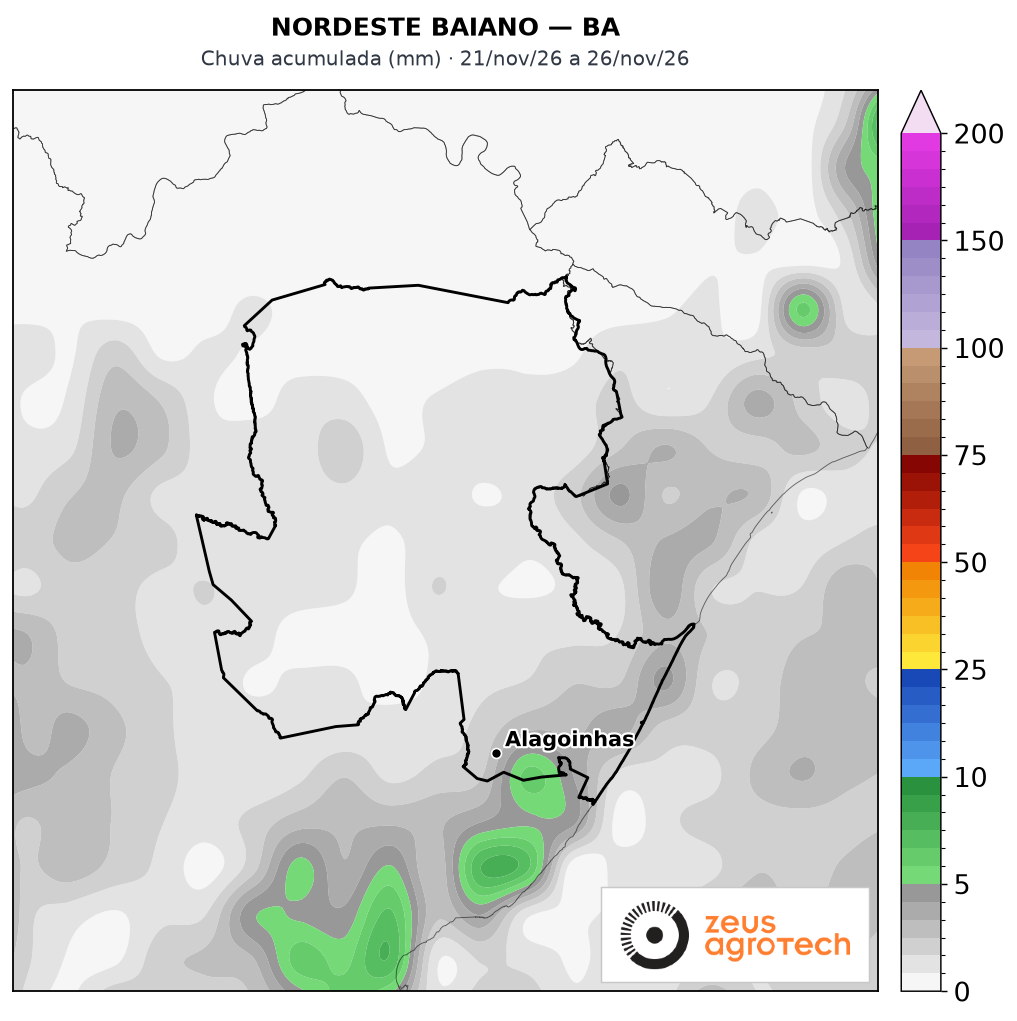 NORDESTE BAIANO — BA
Chuva acumulada (mm) · 21/nov/26 a 26/nov/26
200
150
100
75
50
25
10
5
0
Alagoinhas
zeus
agrotech